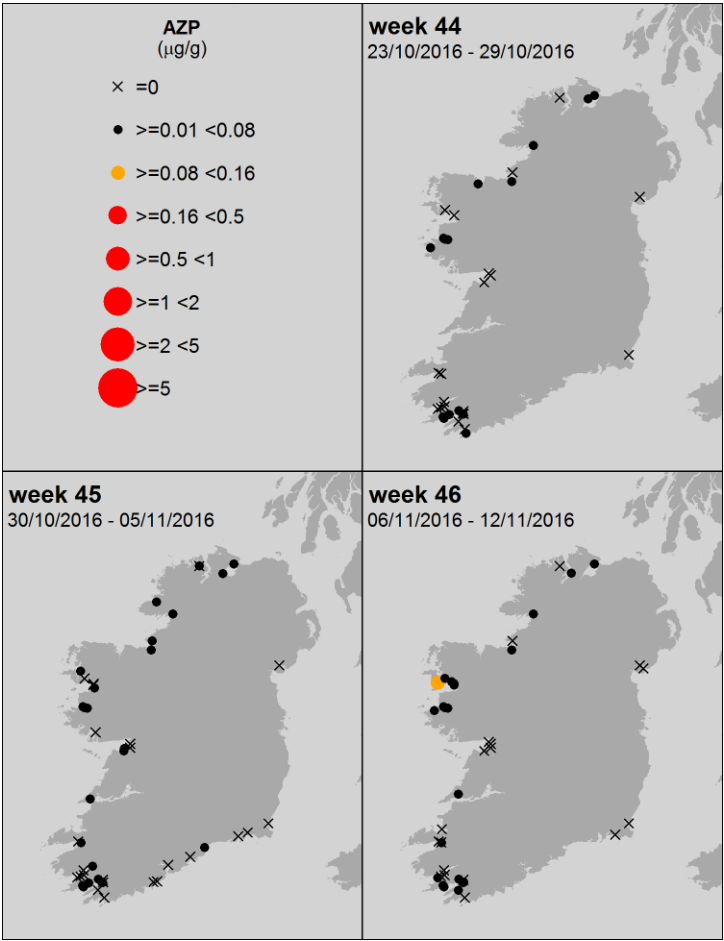 AZP
(µg/g)
=0
>=0.01 <0.08
>=0.08 <0.16
>=0.16 <0.5
>=0.5 <1
>=1 <2
>=2 <5
>=5
week 44
23/10/2016 - 29/10/2016
week 45
30/10/2016 - 05/11/2016
week 46
06/11/2016 - 12/11/2016